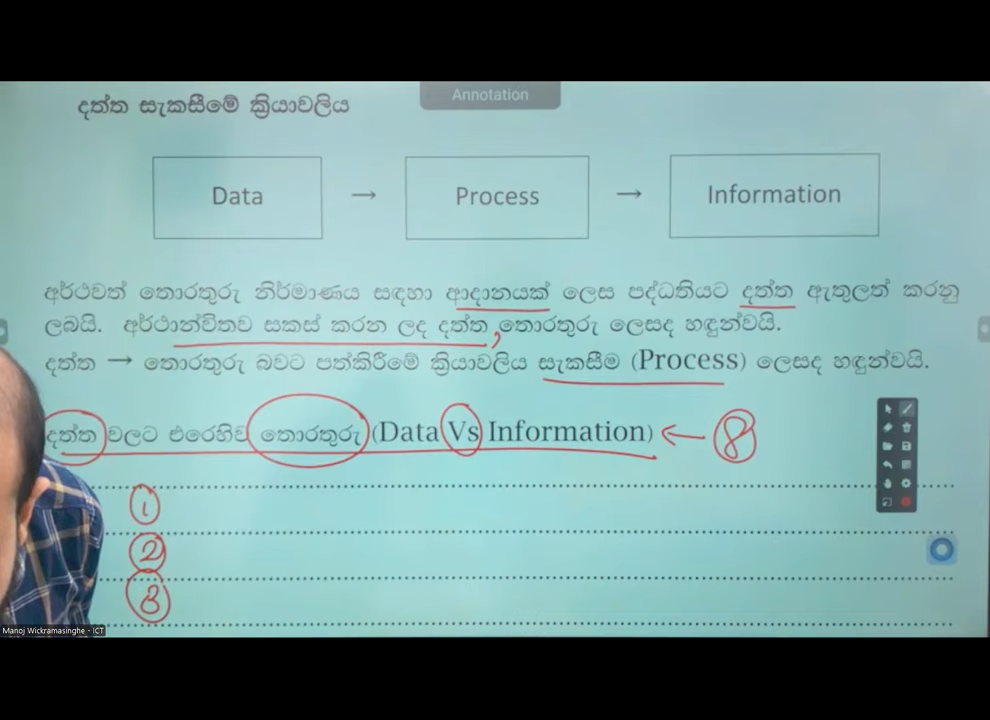 Annotation
දත්ත සැකසීමේ ක්‍රියාවලිය
Data → Process → Information
අර්ථවත් තොරතුරු නිර්මාණය සඳහා ආදානයක් ලෙස පද්ධතියට දත්ත ඇතුලත් කරනු
ලබයි. අර්ථාන්විතව සකස් කරන ලද දත්ත , තොරතුරු ලෙසද හඳුන්වයි.
දත්ත → තොරතුරු බවට පත්කිරීමේ ක්‍රියාවලිය සැකසීම (Process) ලෙසද හඳුන්වයි.
දත්ත වලට එරෙහිව තොරතුරු (Data Vs Information) ← 8
1
2
3
Manoj Wickramasinghe - ICT